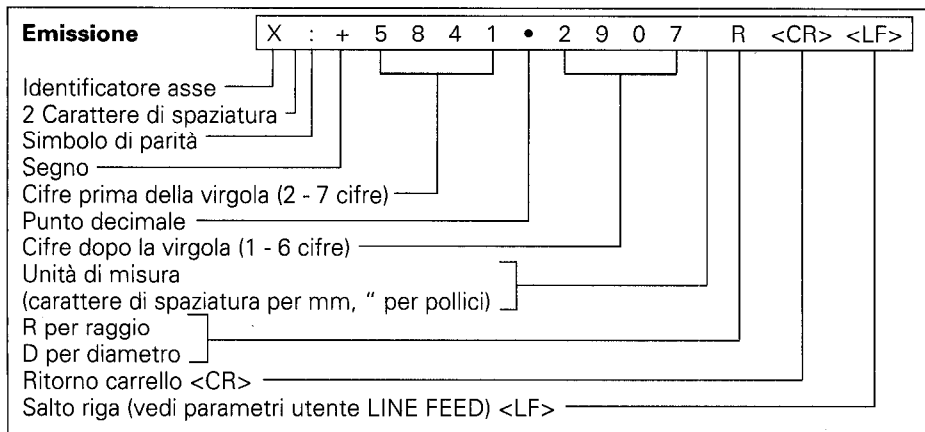 Emissione X : + 5 8 4 1 • 2 9 0 7 R <CR> <LF>
Identificatore asse
2 Carattere di spaziatura
Simbolo di parità
Segno
Cifre prima della virgola (2 - 7 cifre)
Punto decimale
Cifre dopo la virgola (1 - 6 cifre)
Unità di misura
(carattere di spaziatura per mm, “ per pollici)
R per raggio
D per diametro
Ritorno carrello <CR>
Salto riga (vedi parametri utente LINE FEED) <LF>